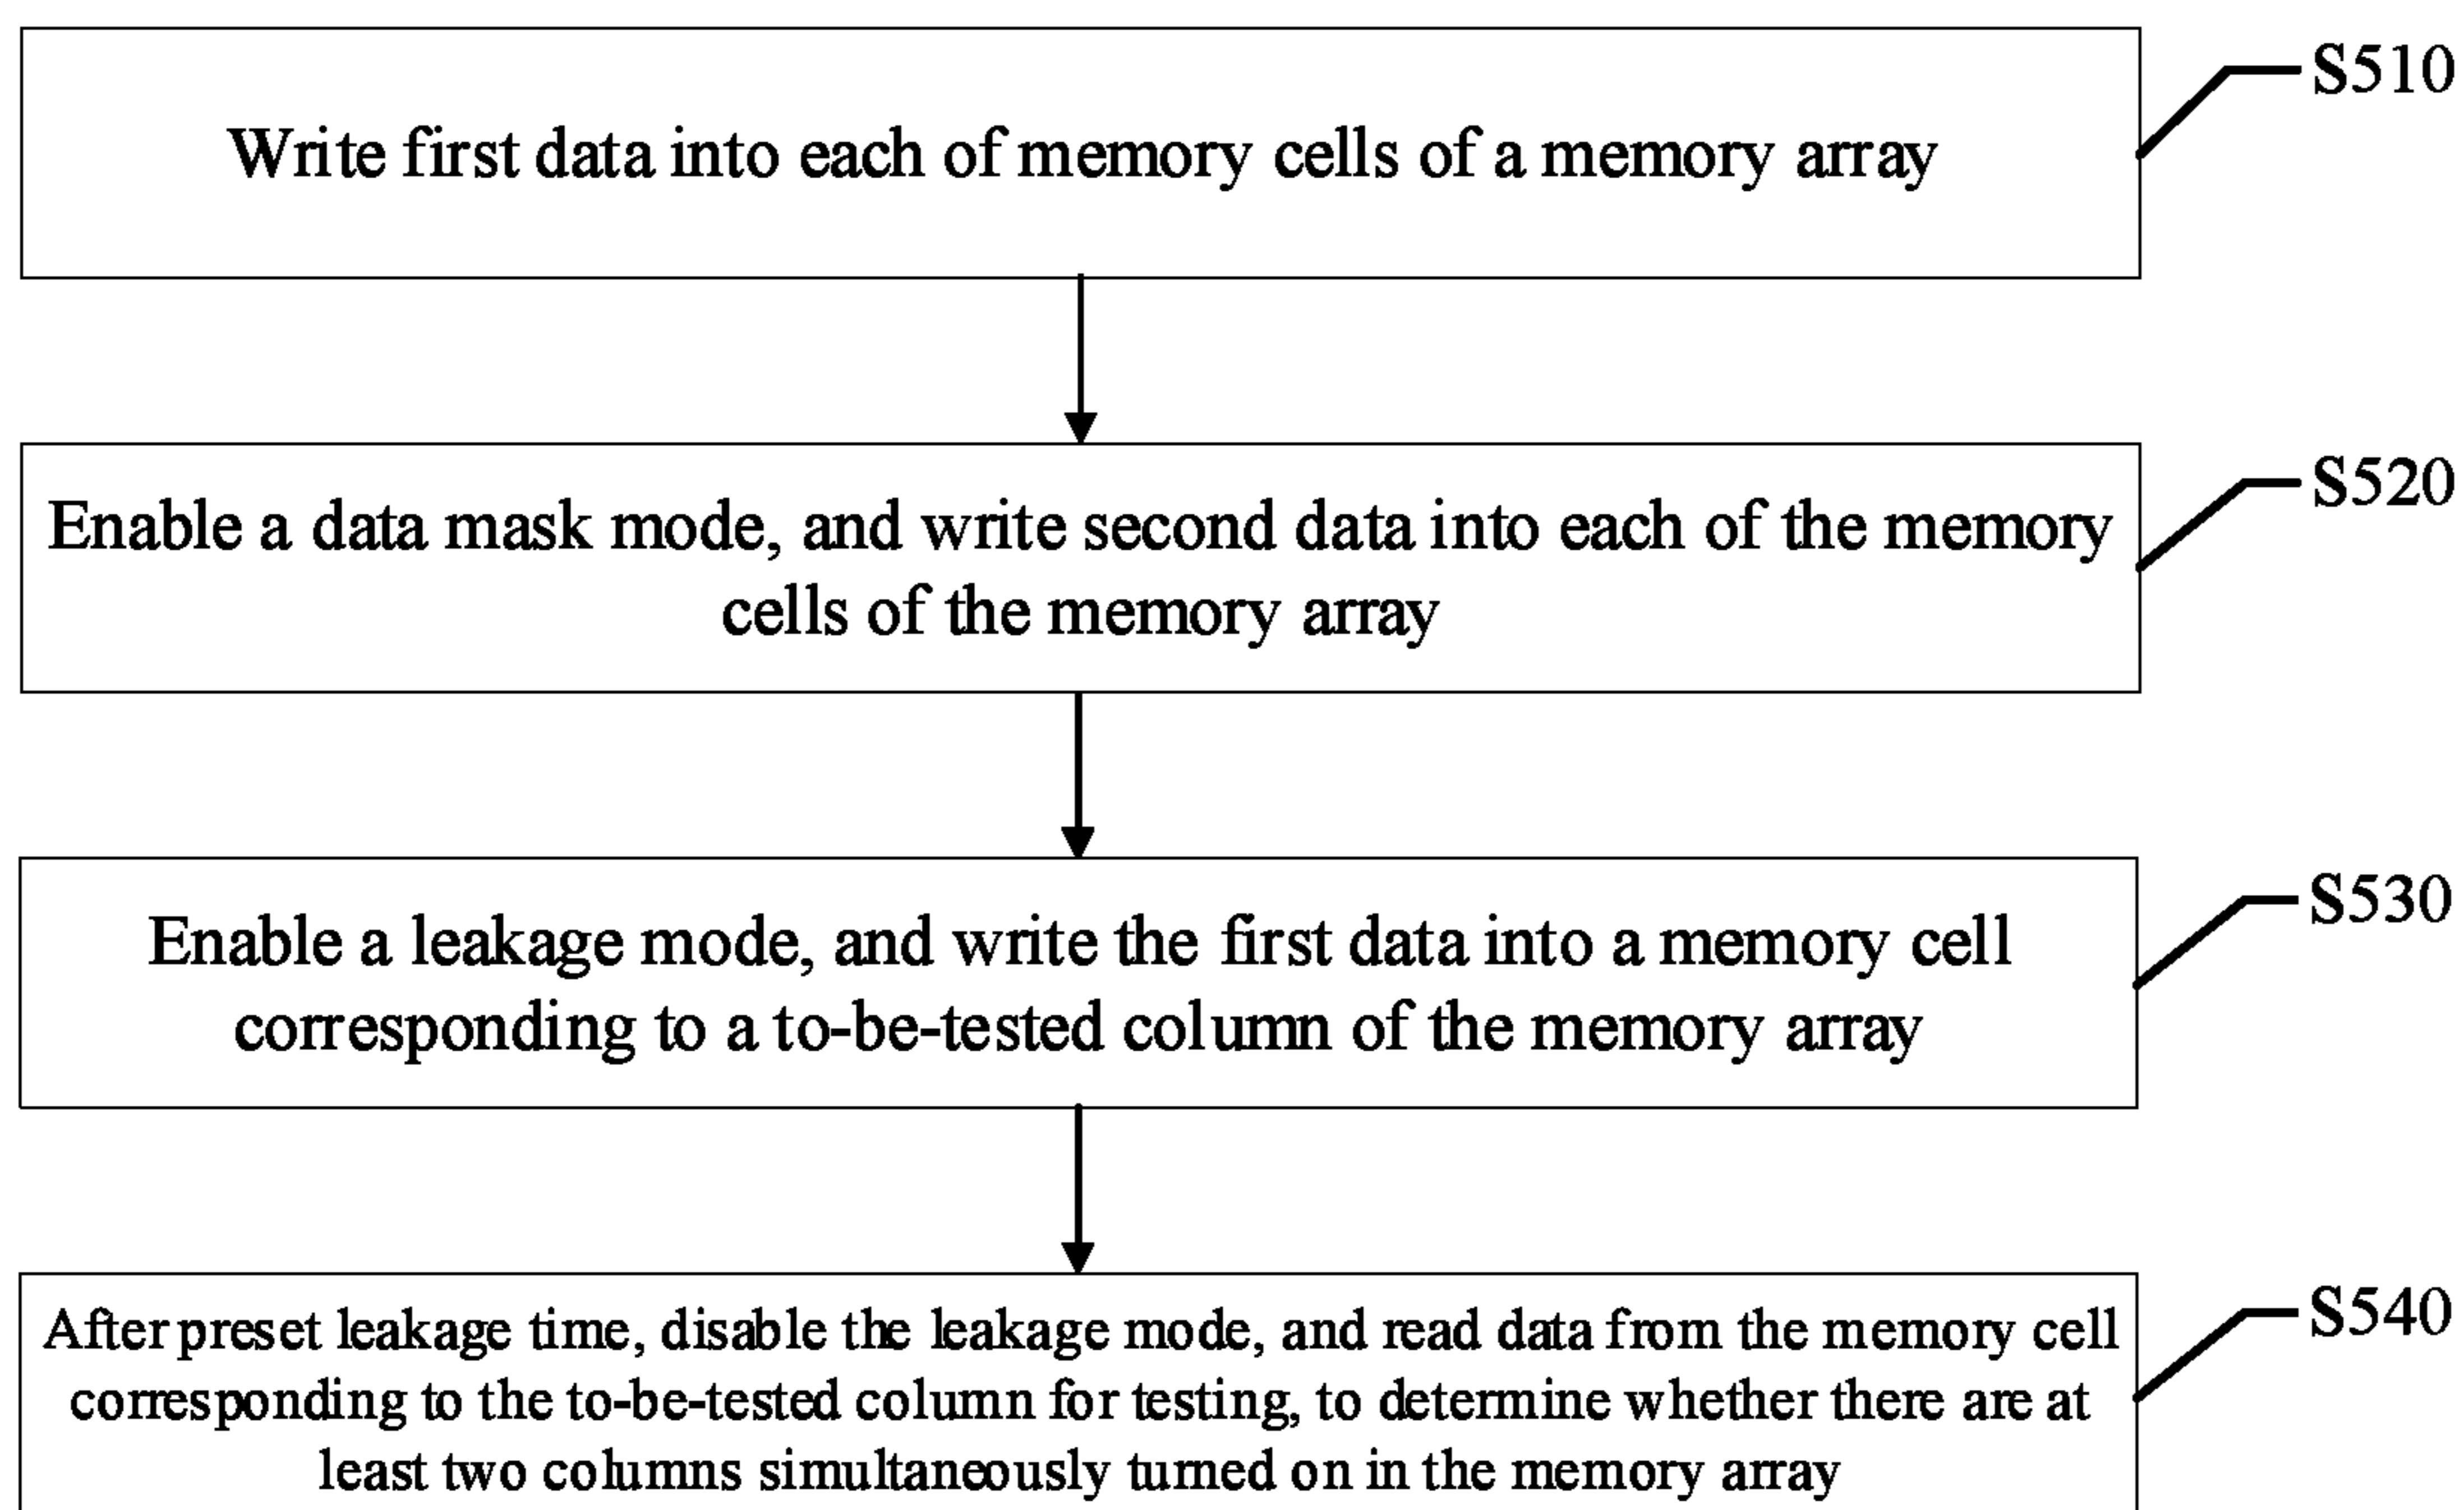 S510
Write first data into each of memory cells of a memory array
S520
Enable a data mask mode, and write second data into each of the memory
cells of the memory array
S530
Enable a leakage mode, and write the first data into a memory cell
corresponding to a to-be-tested column of the memory array
S540
After preset leakage time, disable the leakage mode, and read data from the memory cell
corresponding to the to-be-tested column for testing, to determine whether there are at
least two columns simultaneously turned on in the memory array